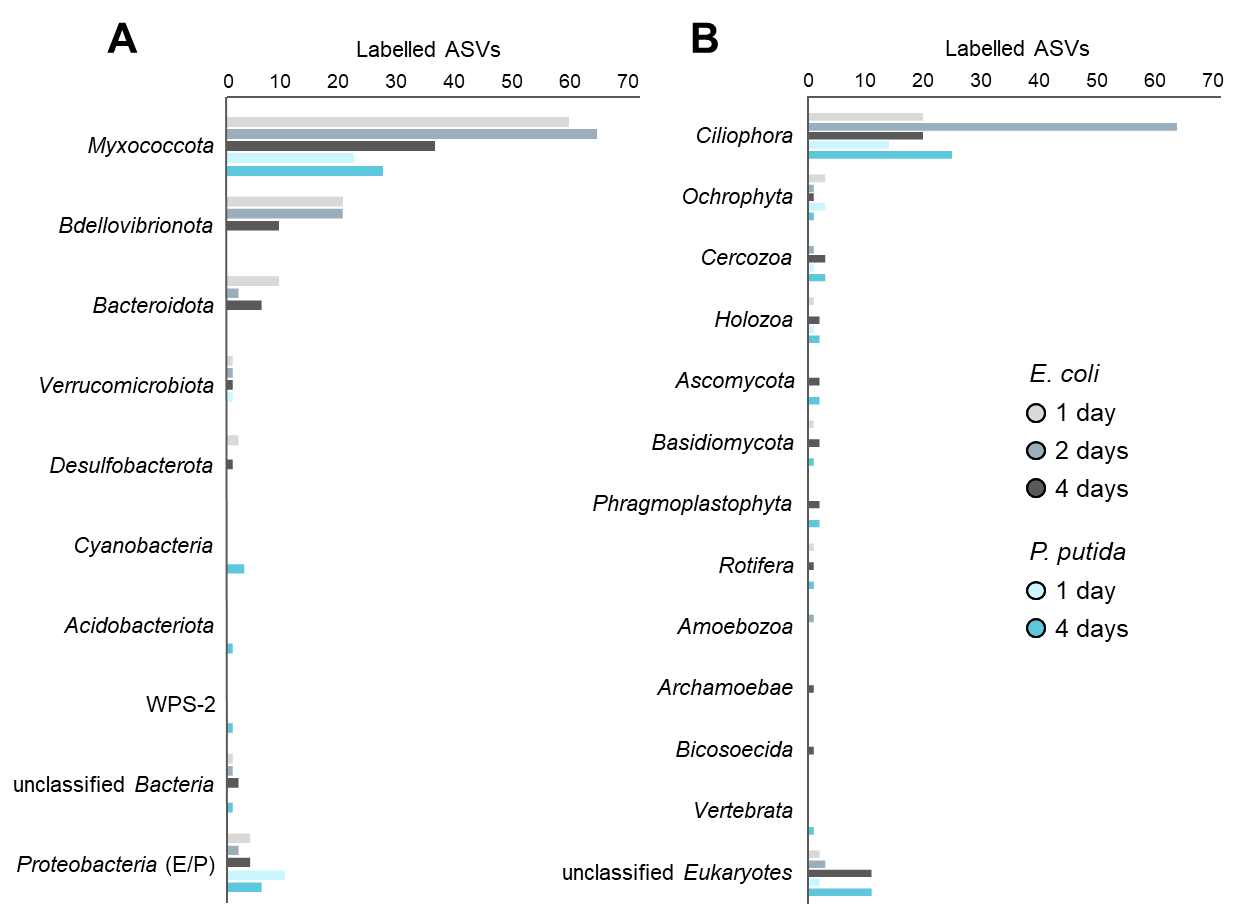 A
Labelled ASVs
0 10 20 30 40 50 60 70
Myxococcota
Bdellovibrionota
Bacteroidota
Verrucomicrobiota
Desulfobacterota
Cyanobacteria
Acidobacteriota
WPS-2
unclassified Bacteria
Proteobacteria (E/P)
B
Labelled ASVs
0 10 20 30 40 50 60 70
Ciliophora
Ochrophyta
Cercozoa
Holozoa
Ascomycota
Basidiomycota
Phragmoplastophyta
Rotifera
Amoebozoa
Archamoebae
Bicosoecida
Vertebrata
unclassified Eukaryotes
E. coli
1 day
2 days
4 days
P. putida
1 day
4 days